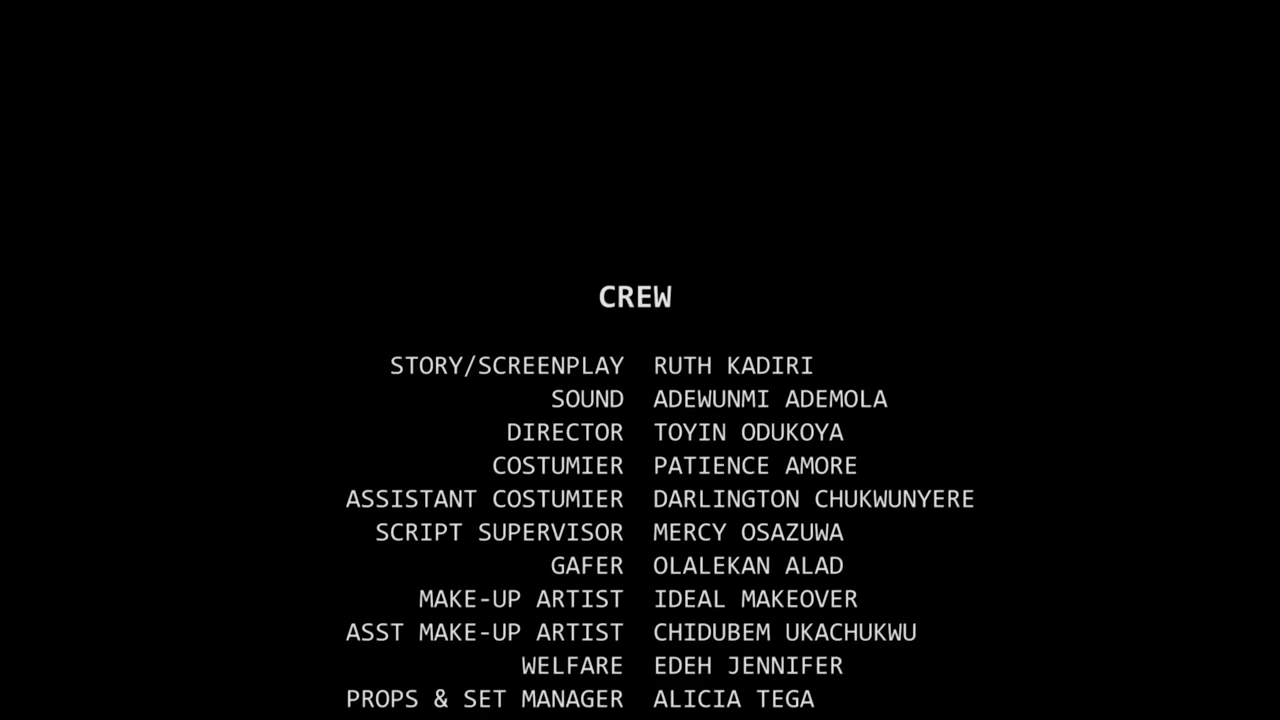 CREW
STORY/SCREENPLAY RUTH KADIRI
SOUND ADEWUNMI ADEMOLA
DIRECTOR TOYIN ODUKOYA
COSTUMIER PATIENCE AMORE
ASSISTANT COSTUMIER DARLINGTON CHUKWUNYERE
SCRIPT SUPERVISOR MERCY OSAZUWA
GAFER OLALEKAN ALAD
MAKE-UP ARTIST IDEAL MAKEOVER
ASST MAKE-UP ARTIST CHIDUBEM UKACHUKWU
WELFARE EDEH JENNIFER
PROPS & SET MANAGER ALICIA TEGA